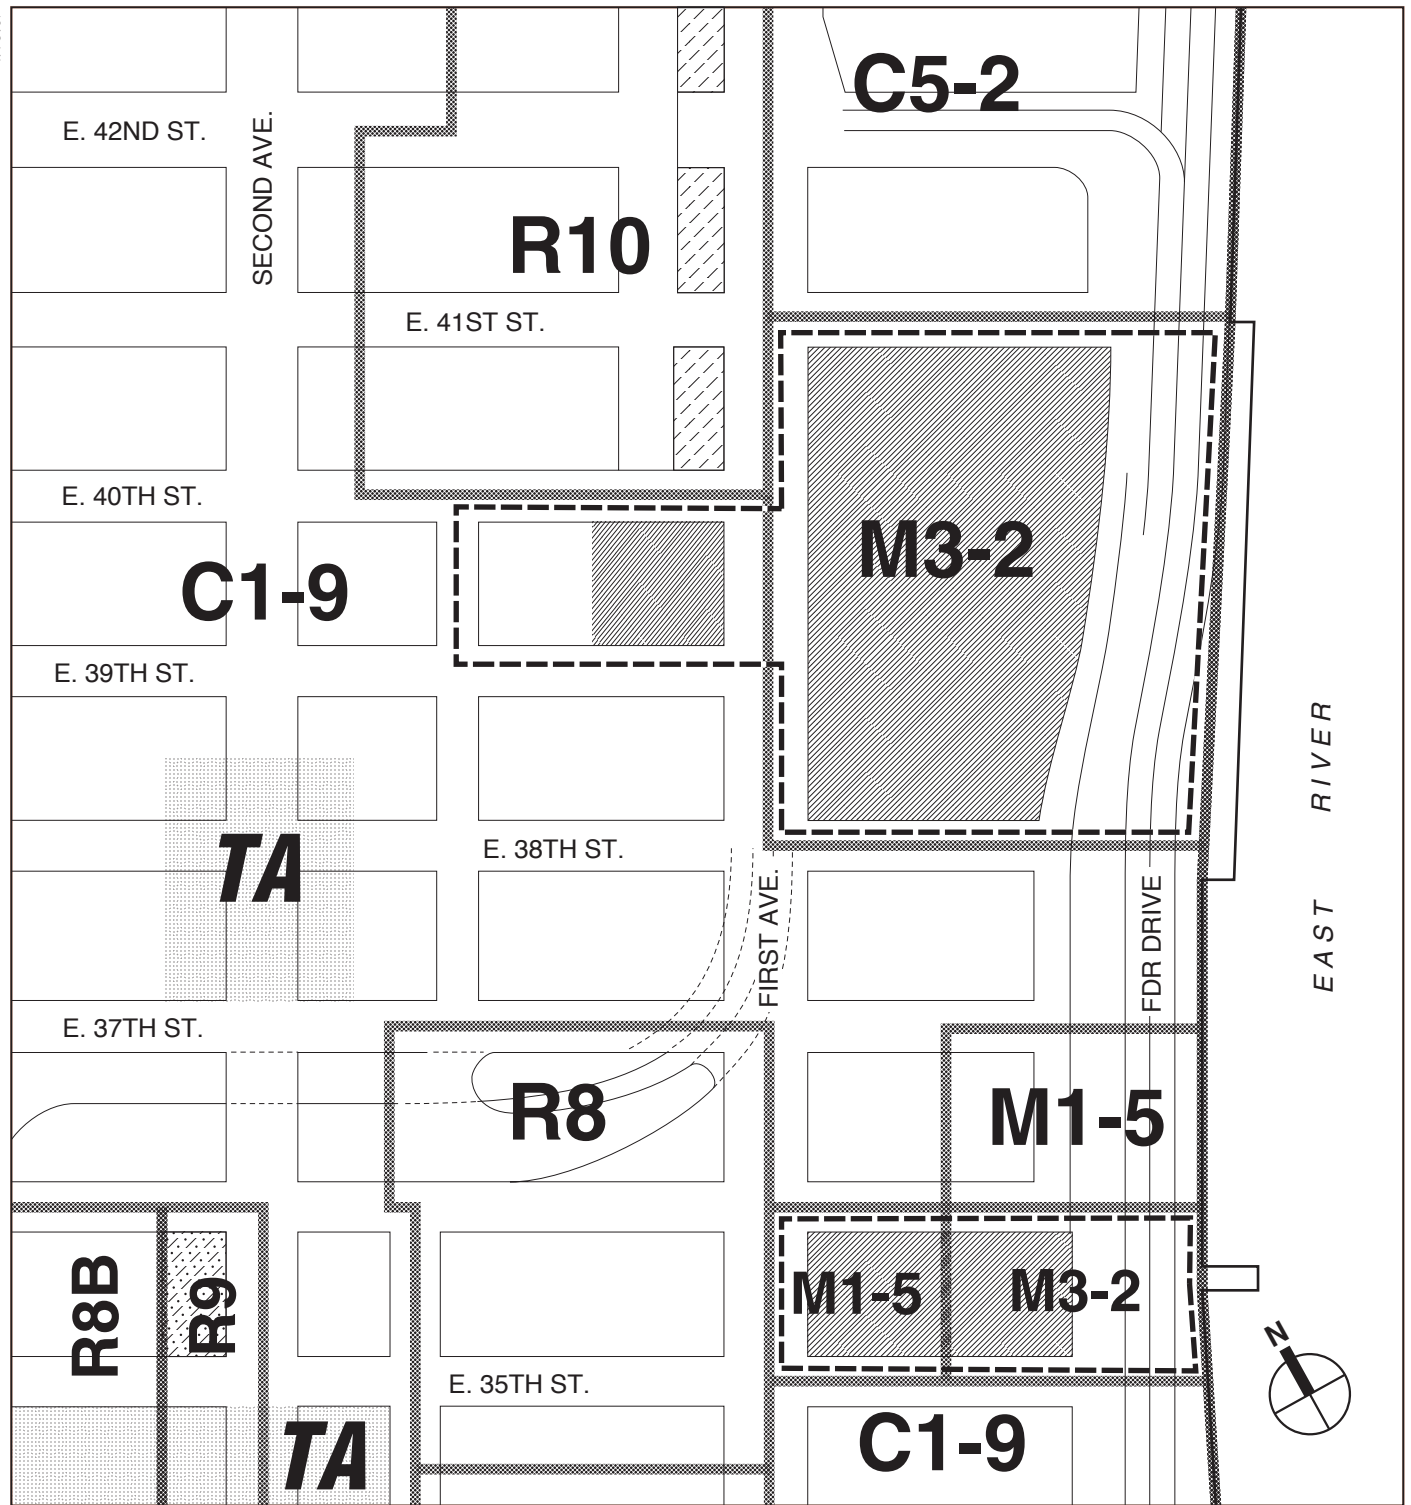 C5-2
E. 42ND ST.
SECOND AVE.
R10
E. 41ST ST.
E. 40TH ST.
M3-2
C1-9
E. 39TH ST.
EAST RIVER
TA
E. 38TH ST.
FIRST AVE.
FDR DRIVE
E. 37TH ST.
R8
M1-5
R8B
R9
M1-5
M3-2
N
E. 35TH ST.
C1-9
TA